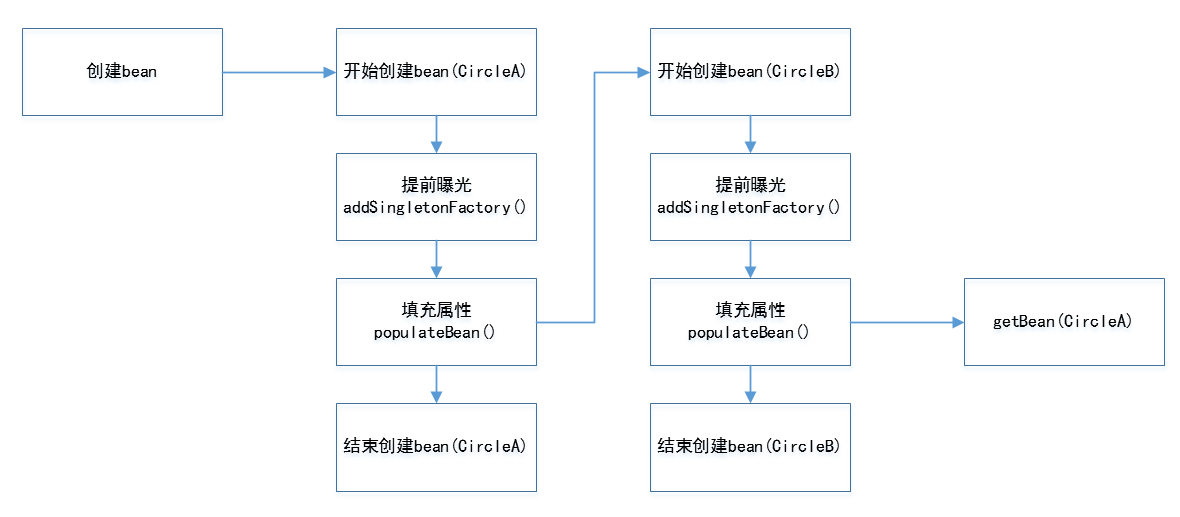 创建bean
开始创建bean(CircleA)
提前曝光
addSingletonFactory()
填充属性
populateBean()
结束创建bean(CircleA)
开始创建bean(CircleB)
提前曝光
addSingletonFactory()
填充属性
populateBean()
结束创建bean(CircleB)
getBean(CircleA)